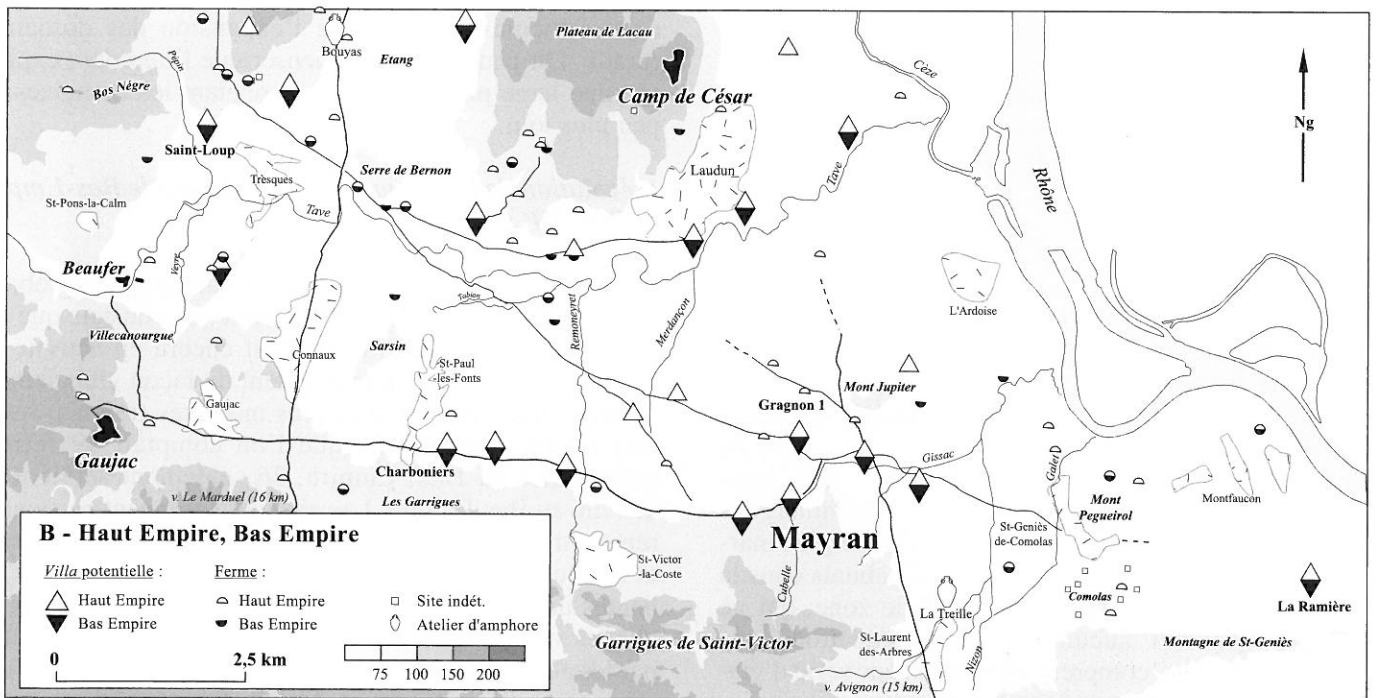 Plateau de Lacau
Bouyas
Etang
Pépin
Bos Nègre
Camp de César
Cèze
Ng
Saint-Loup
Serre de Bernon
Laudun
Tave
Rhône
Tresques
St-Pons-la-Calm
Tave
Beaufer
Veyre
Tabion
Remoneyret
Merdançon
L'Ardoise
Villecanourgue
Connaux
Sarsin
St-Paul
-les-Fonts
Mont Jupiter
Gaujac
Gragnon 1
Gaujac
Charboniers
Gissac
Galet
v. Le Marduel (16 km)
Les Garrigues
Mont
Pegueirol
Montfaucon
Mayran
St-Geniès
de-Comolas
St-Victor
-la-Coste
Cubelle
Comolas
La Ramière
La Treille
Garrigues de Saint-Victor
St-Laurent
des-Arbres
Nizon
Montagne de St-Geniès
v. Avignon (15 km)
B - Haut Empire, Bas Empire
Villa potentielle :
Ferme :
Haut Empire
Haut Empire
Site indét.
Bas Empire
Bas Empire
Atelier d'amphore
0
2,5 km
75 100 150 200